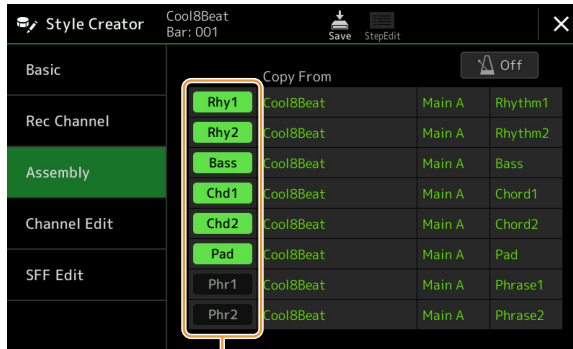 Style Creator
Cool8Beat
Bar: 001
Save
StepEdit
Basic
Rec Channel
Assembly
Channel Edit
SFF Edit
Copy From
Off
Rhy1 Cool8Beat Main A Rhythm1
Rhy2 Cool8Beat Main A Rhythm2
Bass Cool8Beat Main A Bass
Chd1 Cool8Beat Main A Chord1
Chd2 Cool8Beat Main A Chord2
Pad Cool8Beat Main A Pad
Phr1 Cool8Beat Main A Phrase1
Phr2 Cool8Beat Main A Phrase2